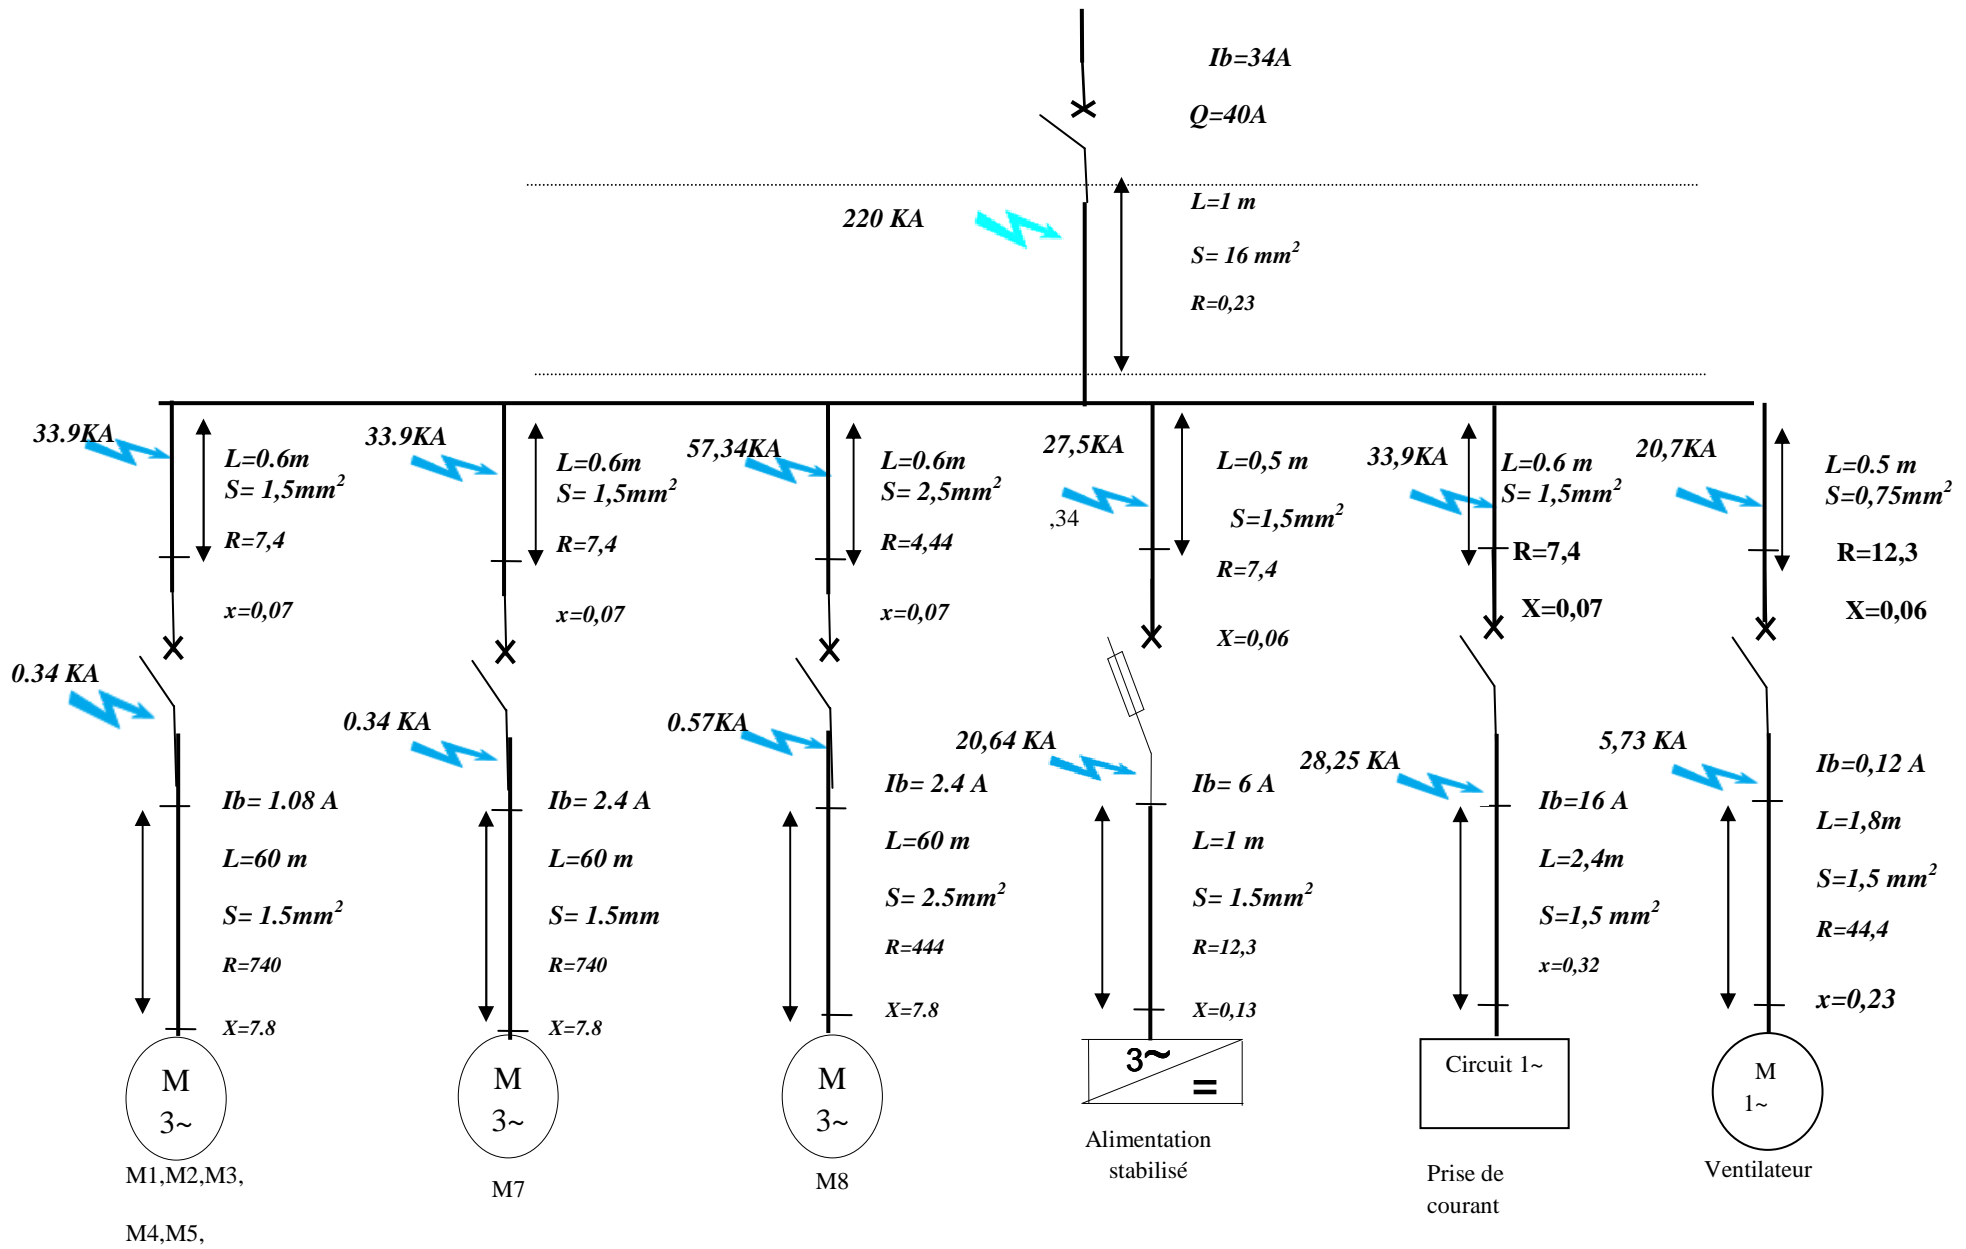 Ib=34A
Q=40A
220 KA
L=1 m
S= 16 mm²
R=0,23
33.9KA
L=0.6m
S= 1,5mm²
R=7,4
x=0,07
0.34 KA
Ib= 1.08 A
L=60 m
S= 1.5mm²
R=740
X=7.8
M
3~
M1,M2,M3,
M4,M5,
33.9KA
L=0.6m
S= 1,5mm²
R=7,4
x=0,07
0.34 KA
Ib= 2.4 A
L=60 m
S= 1.5mm
R=740
X=7.8
M
3~
M7
57,34KA
L=0.6m
S= 2,5mm²
R=4,44
x=0,07
0.57KA
Ib= 2.4 A
L=60 m
S= 2.5mm²
R=444
X=7.8
M
3~
M8
27,5KA
,34
L=0,5 m
S=1,5mm²
R=7,4
X=0,06
20,64 KA
Ib= 6 A
L=1 m
S= 1.5mm²
R=12,3
X=0,13
3~
=
Alimentation
stabilisé
33,9KA
L=0.6 m
S= 1,5mm²
R=7,4
X=0,07
28,25 KA
Ib=16 A
L=2,4m
S=1,5 mm²
x=0,32
Circuit 1~
Prise de
courant
20,7KA
L=0.5 m
S=0,75mm²
R=12,3
X=0,06
5,73 KA
Ib=0,12 A
L=1,8m
S=1,5 mm²
R=44,4
x=0,23
M
1~
Ventilateur